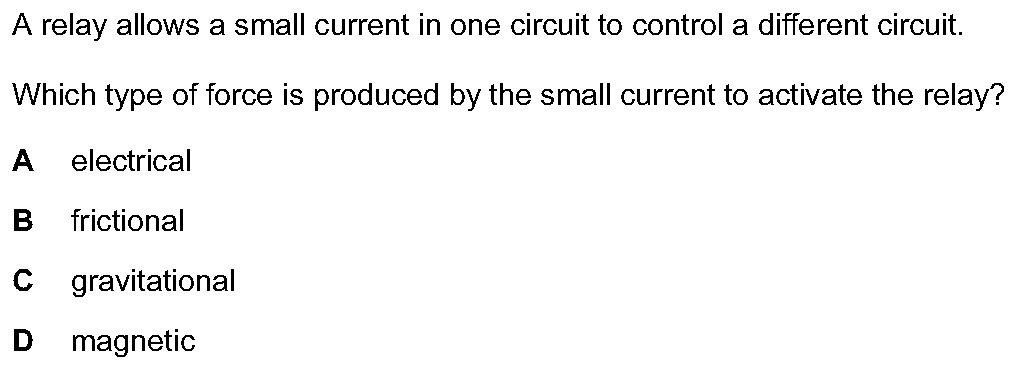 A relay allows a small current in one circuit to control a different circuit.
Which type of force is produced by the small current to activate the relay?
A electrical
B frictional
C gravitational
D magnetic